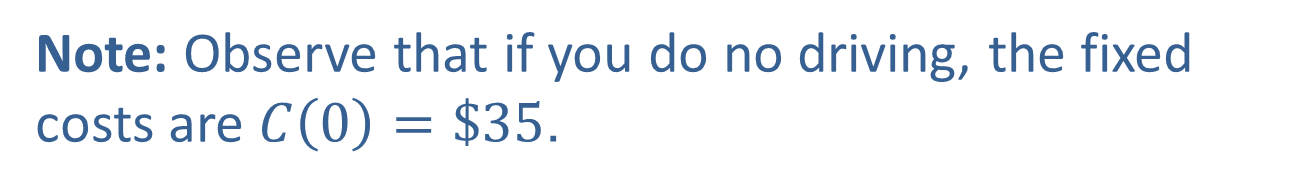 Note: Observe that if you do no driving, the fixed
costs are C(0) = $35.